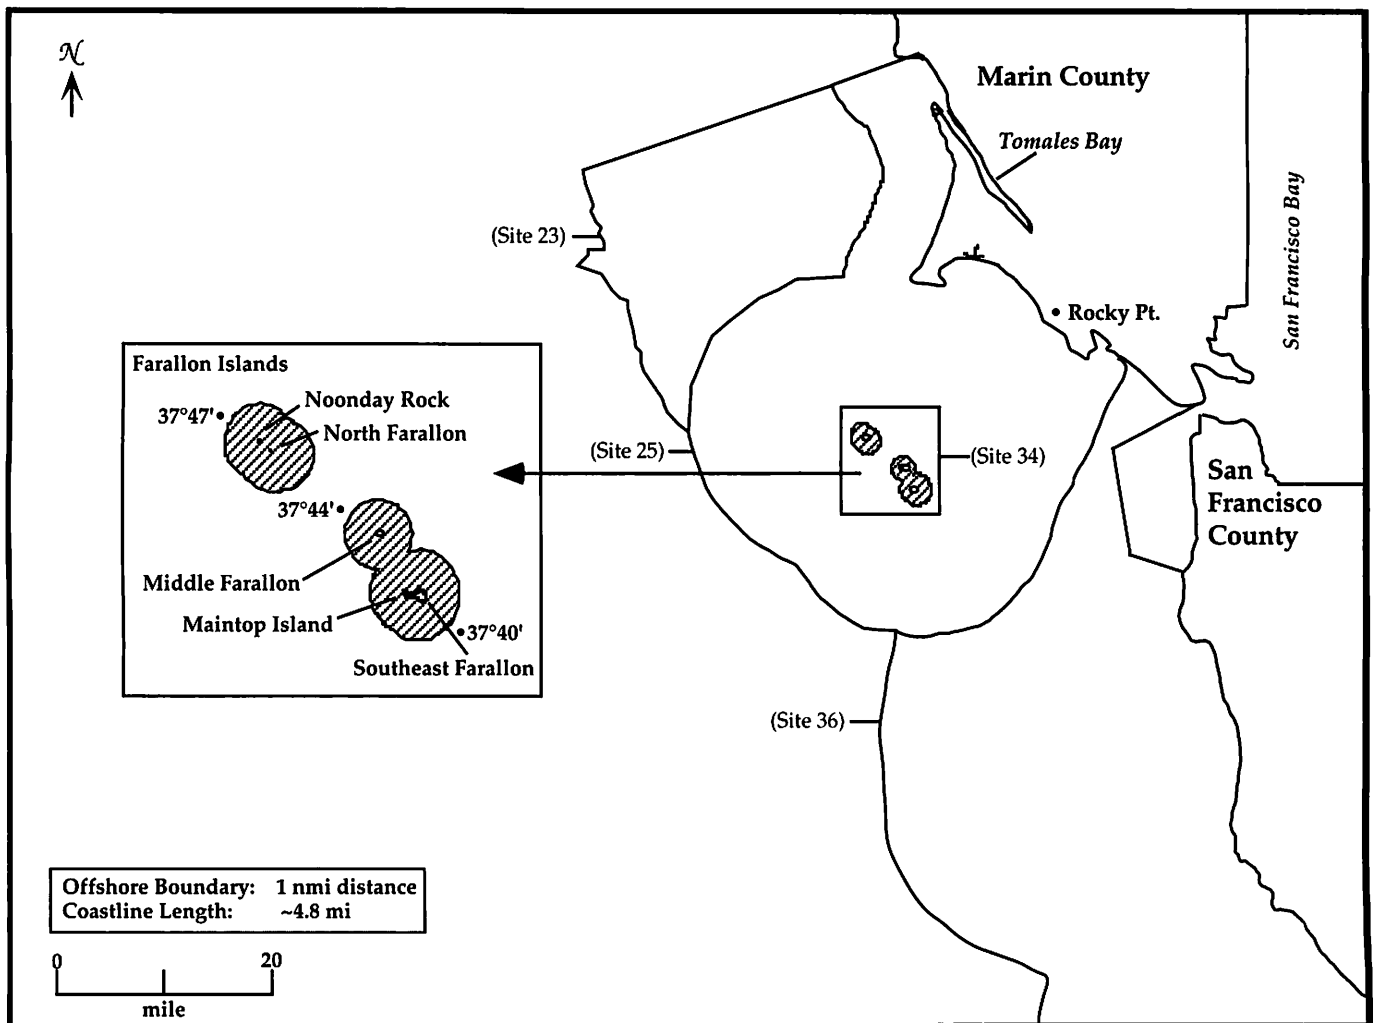 N
Marin County
Tomales Bay
San Francisco Bay
(Site 23)
Rocky Pt.
Farallon Islands
Noonday Rock
37°47'
North Farallon
(Site 25)
(Site 34)
San
Francisco
County
37°44'
Middle Farallon
Maintop Island
37°40'
Southeast Farallon
(Site 36)
Offshore Boundary: 1 nmi distance
Coastline Length: ~4.8 mi
0 20
mile